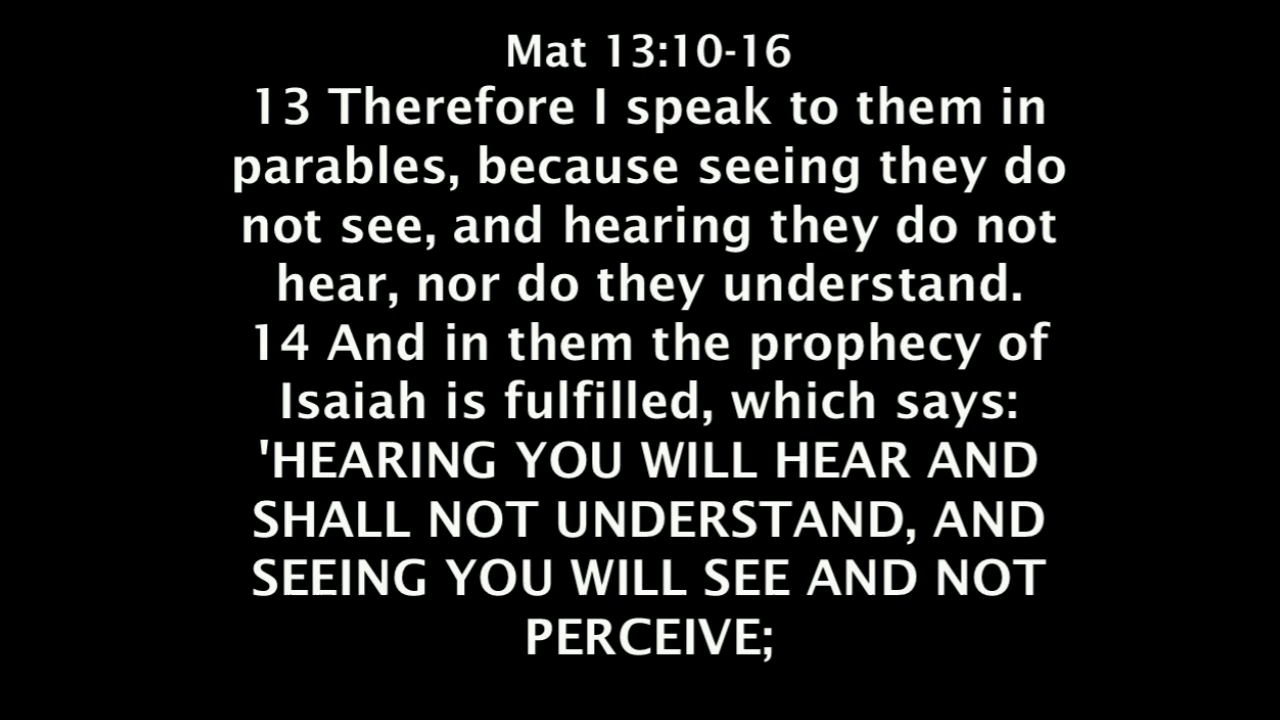 Mat 13:10-16
13 Therefore I speak to them in
parables, because seeing they do
not see, and hearing they do not
hear, nor do they understand.
14 And in them the prophecy of
Isaiah is fulfilled, which says:
'HEARING YOU WILL HEAR AND
SHALL NOT UNDERSTAND, AND
SEEING YOU WILL SEE AND NOT
PERCEIVE;